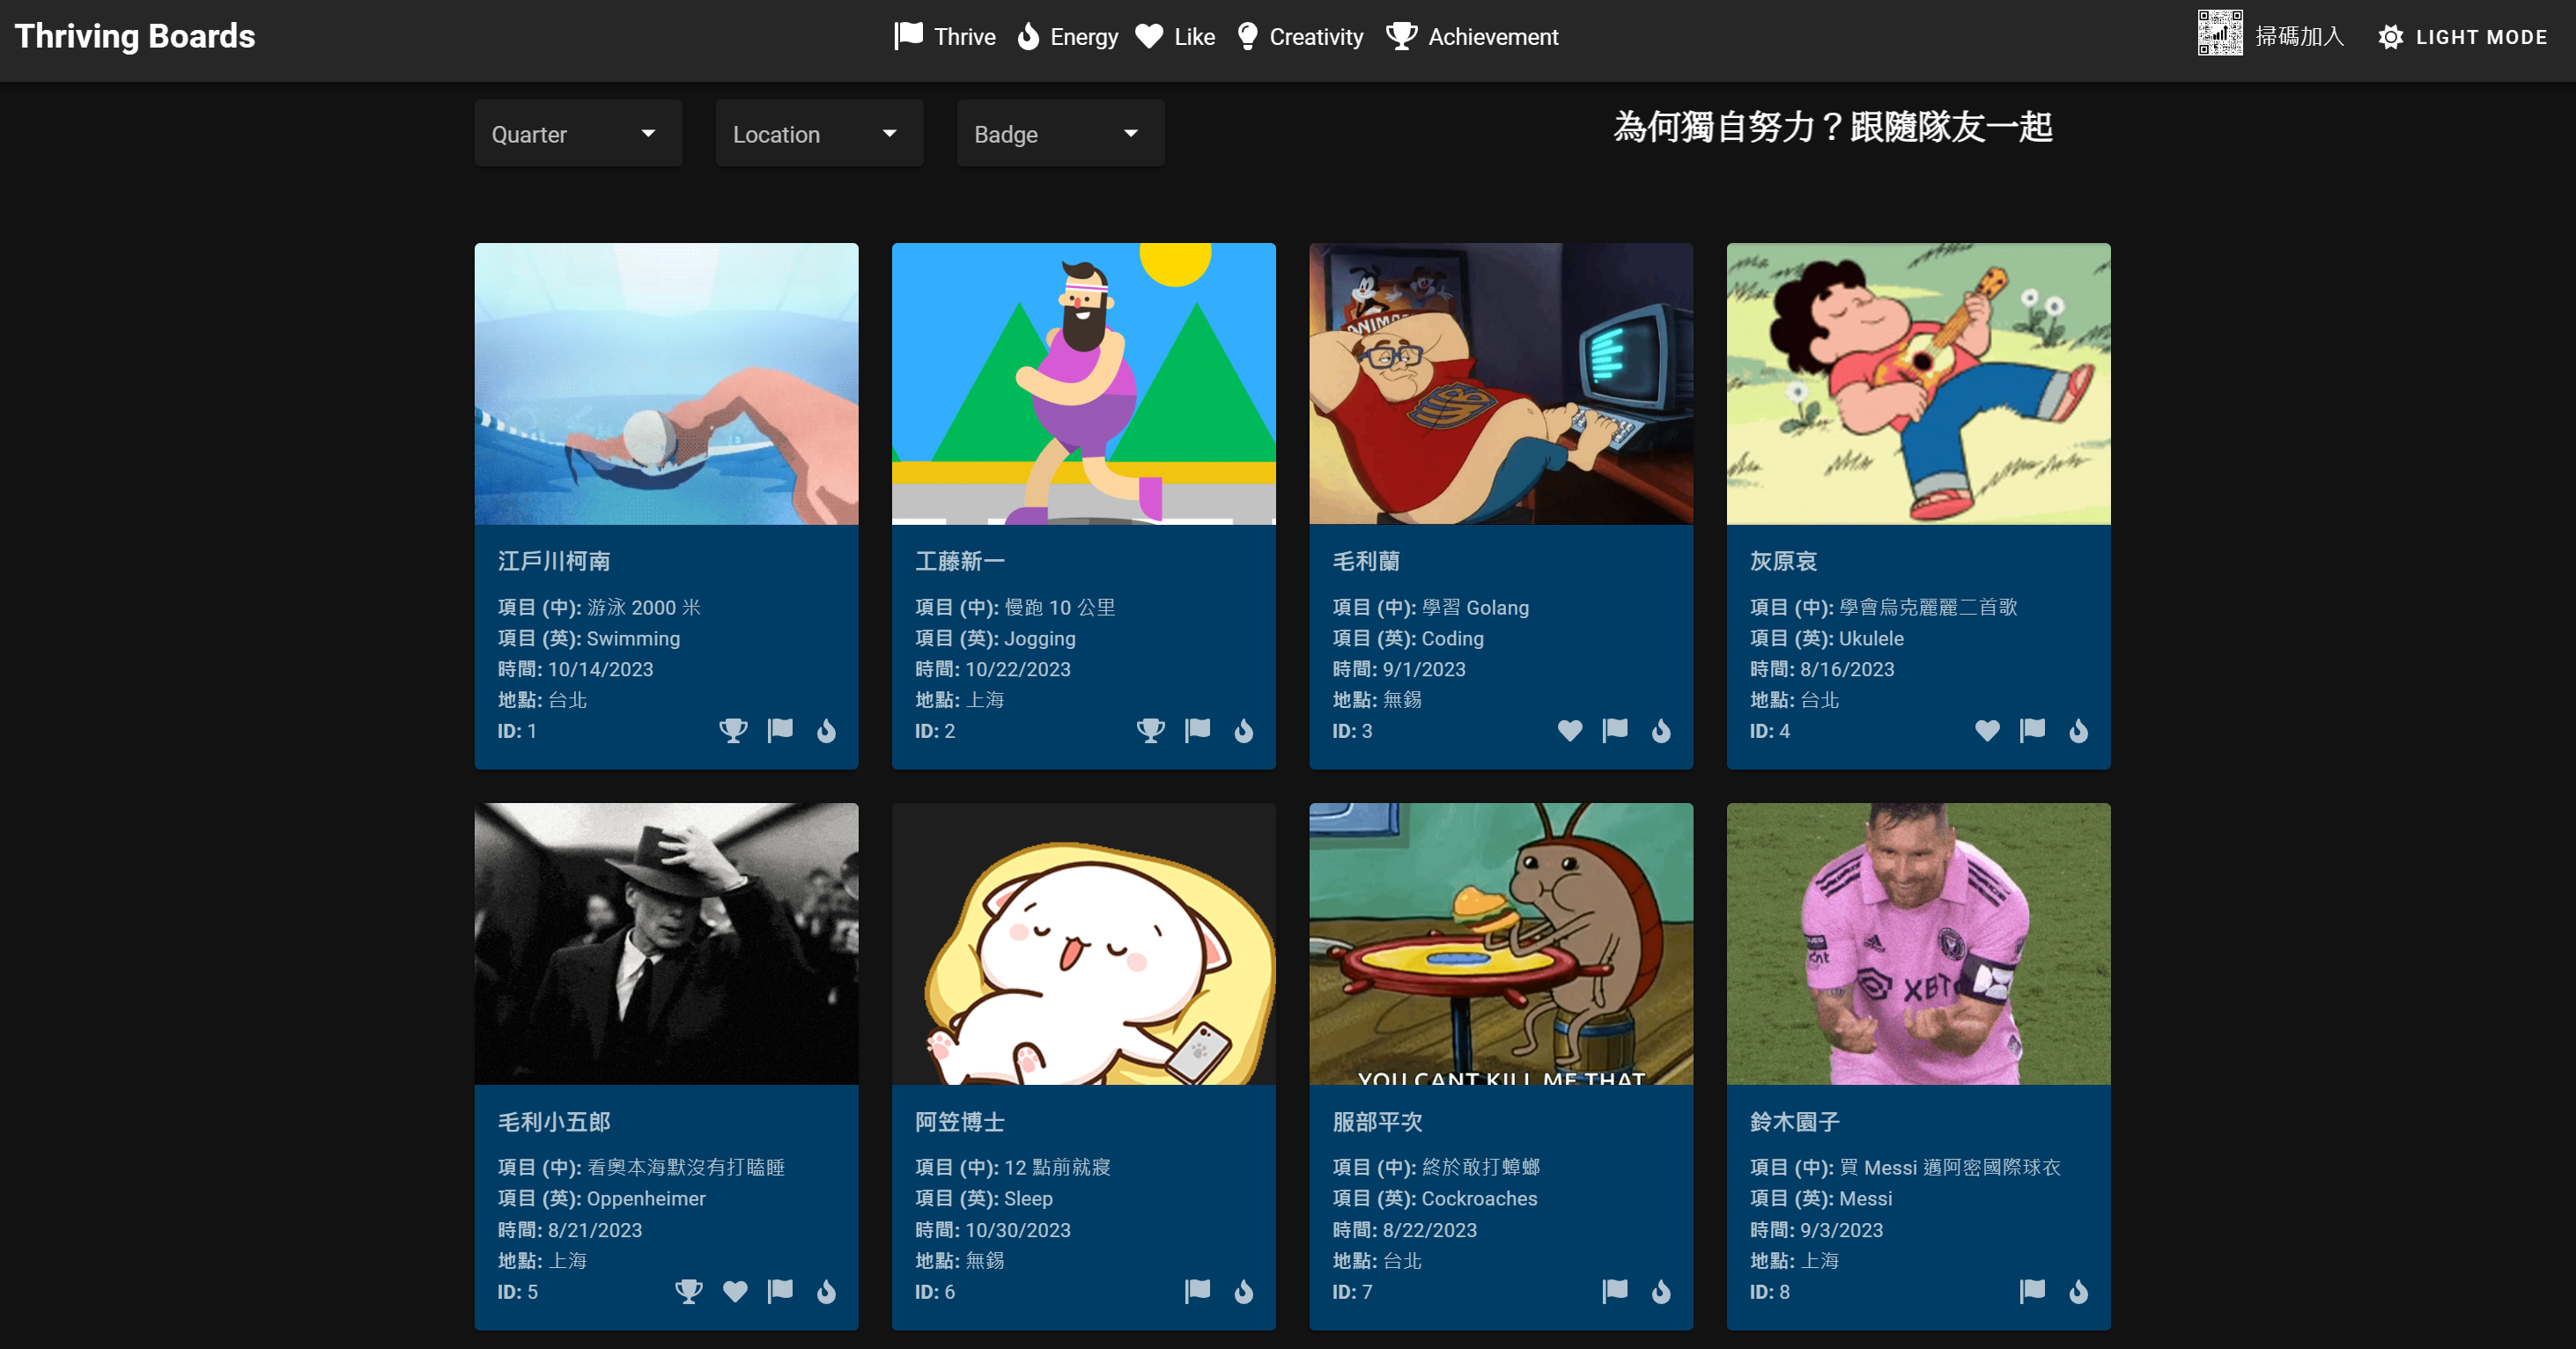 Thriving Boards
Thrive Energy Like Creativity Achievement
掃碼加入
LIGHT MODE
Quarter
Location
Badge
為何獨自努力？跟隨隊友一起
江戶川柯南
項目 (中): 游泳 2000 米
項目 (英): Swimming
時間: 10/14/2023
地點: 台北
ID: 1
工藤新一
項目 (中): 慢跑 10 公里
項目 (英): Jogging
時間: 10/22/2023
地點: 上海
ID: 2
ANIMA
WB
毛利蘭
項目 (中): 學習 Golang
項目 (英): Coding
時間: 9/1/2023
地點: 無錫
ID: 3
灰原哀
項目 (中): 學會烏克麗麗二首歌
項目 (英): Ukulele
時間: 8/16/2023
地點: 台北
ID: 4
毛利小五郎
項目 (中): 看奧本海默沒有打瞌睡
項目 (英): Oppenheimer
時間: 8/21/2023
地點: 上海
ID: 5
阿笠博士
項目 (中): 12 點前就寢
項目 (英): Sleep
時間: 10/30/2023
地點: 無錫
ID: 6
YOU CANT KILL ME THAT
服部平次
項目 (中): 終於敢打蟑螂
項目 (英): Cockroaches
時間: 8/22/2023
地點: 台北
ID: 7
XBT
鈴木園子
項目 (中): 買 Messi 邁阿密國際球衣
項目 (英): Messi
時間: 9/3/2023
地點: 上海
ID: 8